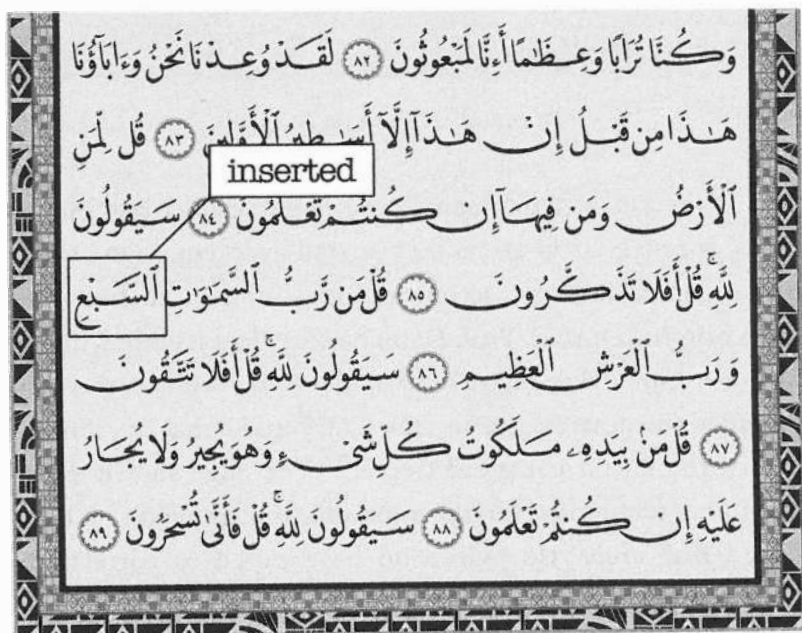 وَكُنَّا تُرَابًا وَعِظَٰمًا أَءِنَّا لَمَبْعُوثُونَ ٨٢ لَقَدْ وُعِدْنَا نَحْنُ وَءَابَآؤُنَا
هَٰذَا مِن قَبْلُ إِنْ هَٰذَآ إِلَّآ أَسَٰطِيرُ ٱلْأَوَّلِينَ ٨٣ قُل لِّمَنِ
inserted
ٱلْأَرْضُ وَمَن فِيهَآ إِن كُنتُمْ تَعْلَمُونَ ٨٤ سَيَقُولُونَ
لِلَّهِ ۚ قُلْ أَفَلَا تَذَكَّرُونَ ٨٥ قُلْ مَن رَّبُّ ٱلسَّمَٰوَٰتِ ٱلسَّبْعِ
وَرَبُّ ٱلْعَرْشِ ٱلْعَظِيمِ ٨٦ سَيَقُولُونَ لِلَّهِ ۚ قُلْ أَفَلَا تَتَّقُونَ
٨٧ قُلْ مَنۢ بِيَدِهِۦ مَلَكُوتُ كُلِّ شَىْءٍ وَهُوَ يُجِيرُ وَلَا يُجَارُ
عَلَيْهِ إِن كُنتُمْ تَعْلَمُونَ ٨٨ سَيَقُولُونَ لِلَّهِ ۚ قُلْ فَأَنَّىٰ تُسْحَرُونَ ٨٩